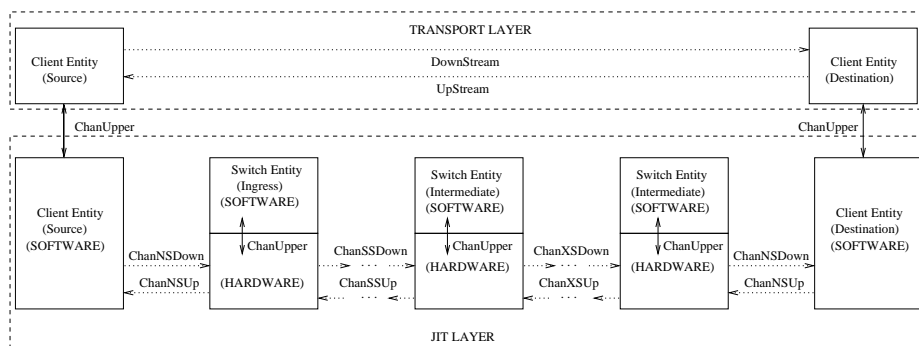 TRANSPORT LAYER
Client Entity
(Source)
DownStream
UpStream
Client Entity
(Destination)
ChanUpper
ChanUpper
Client Entity
(Source)
(SOFTWARE)
Switch Entity
(Ingress)
(SOFTWARE)
ChanUpper
(HARDWARE)
Switch Entity
(Intermediate)
(SOFTWARE)
ChanUpper
(HARDWARE)
Switch Entity
(Intermediate)
(SOFTWARE)
ChanUpper
(HARDWARE)
Client Entity
(Destination)
(SOFTWARE)
ChanNSDown
ChanNSUp
ChanSSDown
ChanSSUp
ChanXSDown
ChanXSUp
ChanNSDown
ChanNSUp
JIT LAYER